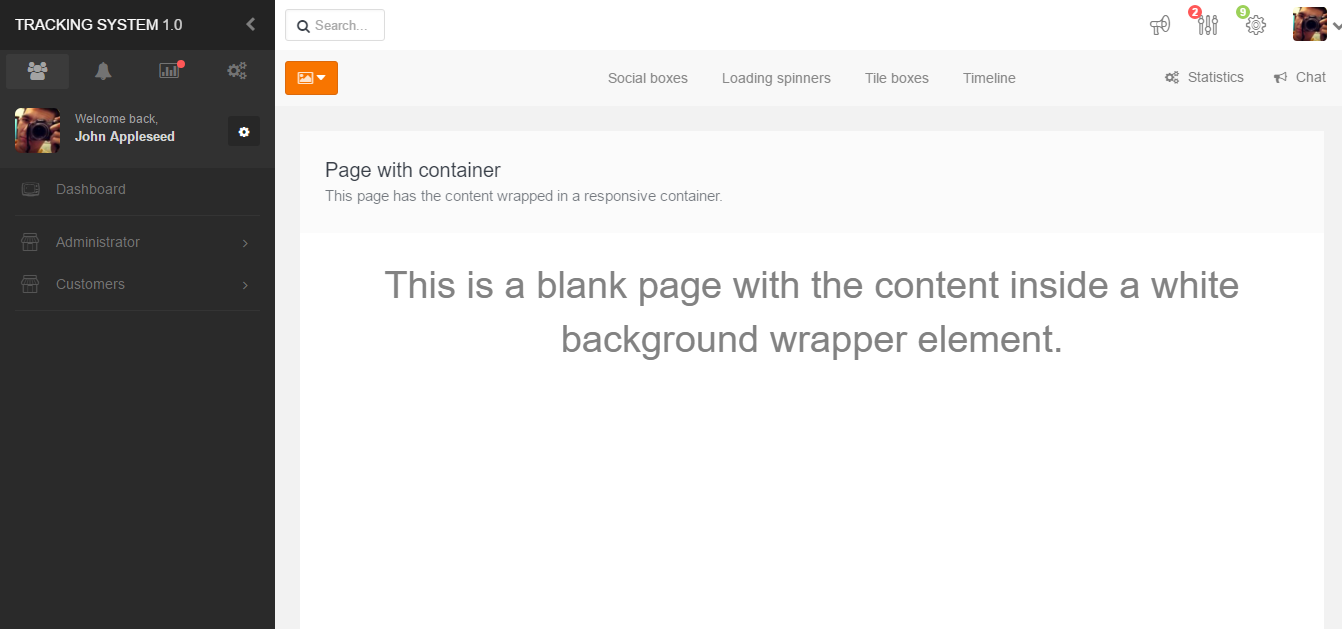 TRACKING SYSTEM 1.0
Search...
2
9
Social boxes
Loading spinners
Tile boxes
Timeline
Statistics
Chat
Welcome back,
John Appleseed
Dashboard
Administrator
Customers
Page with container
This page has the content wrapped in a responsive container.
This is a blank page with the content inside a white
background wrapper element.